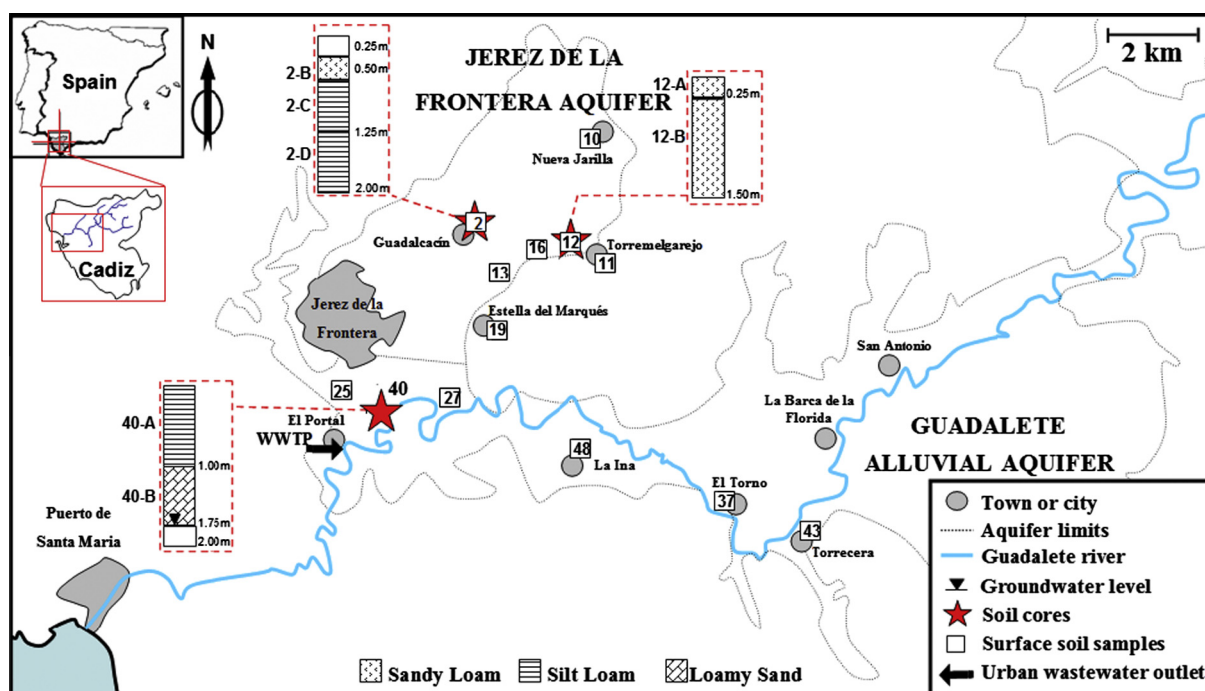 Spain
N
Cadiz
JEREZ DE LA
FRONTERA AQUIFER
2 km
0.25m
2-B
0.50m
2-C
1.25m
2-D
2.00m
12-A
0.25m
12-B
1.50m
10
Nueva Jarilla
2
Guadalcacín
12
16
Torremelgarejo
11
13
Jerez de la
Frontera
Estella del Marqués
19
San Antonio
25
40
27
La Barca de la
Florida
El Portal
WWTP
40-A
1.00m
40-B
1.75m
2.00m
48
La Ina
GUADALETE
ALLUVIAL AQUIFER
El Torno
37
43
Torrecera
Puerto de
Santa Maria
Town or city
Aquifer limits
Guadalete river
Groundwater level
Soil cores
Surface soil samples
Urban wastewater outlet
Sandy Loam
Silt Loam
Loamy Sand